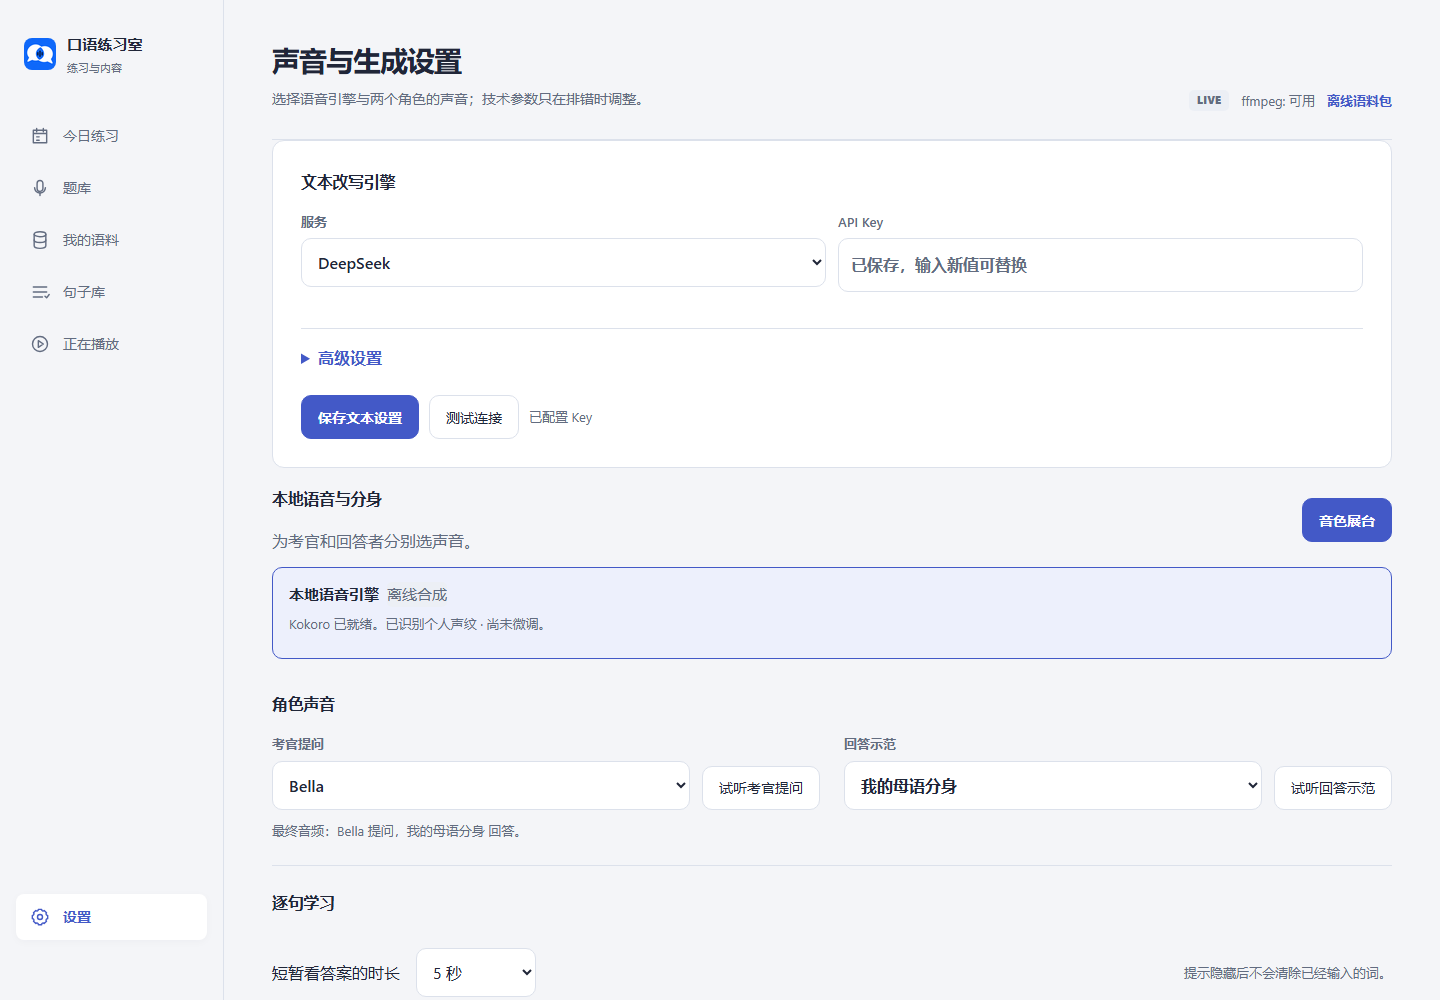 口语练习室
练习与内容
今日练习
题库
我的语料
句子库
正在播放
设置
声音与生成设置
选择语音引擎与两个角色的声音；技术参数只在排错时调整。
LIVE ffmpeg: 可用 离线语料包
文本改写引擎
服务 API Key
DeepSeek 已保存，输入新值可替换
高级设置
保存文本设置 测试连接 已配置 Key
本地语音与分身
音色展台
为考官和回答者分别选声音。
本地语音引擎 离线合成
Kokoro 已就绪。已识别个人声纹 · 尚未微调。
角色声音
考官提问 回答示范
Bella 试听考官提问 我的母语分身 试听回答示范
最终音频：Bella 提问，我的母语分身 回答。
逐句学习
短暂看答案的时长 5 秒 提示隐藏后不会清除已经输入的词。